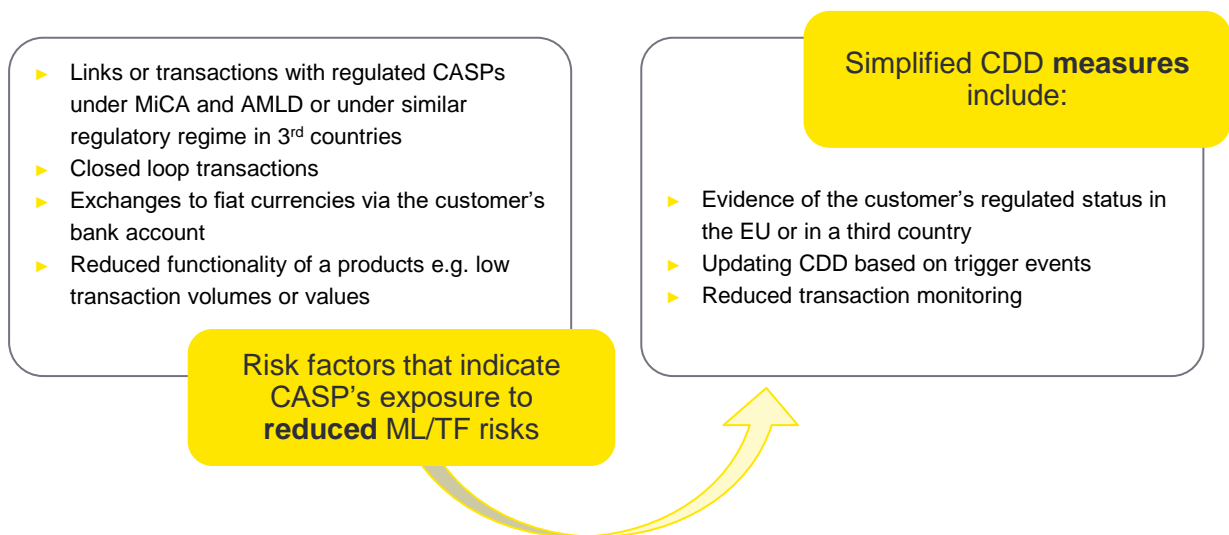 ► Links or transactions with regulated CASPs
under MiCA and AMLD or under similar
regulatory regime in 3rd countries
► Closed loop transactions
► Exchanges to fiat currencies via the customer's
bank account
► Reduced functionality of a products e.g. low
transaction volumes or values
Risk factors that indicate
CASP's exposure to
reduced ML/TF risks
Simplified CDD measures
include:
► Evidence of the customer's regulated status in
the EU or in a third country
► Updating CDD based on trigger events
► Reduced transaction monitoring